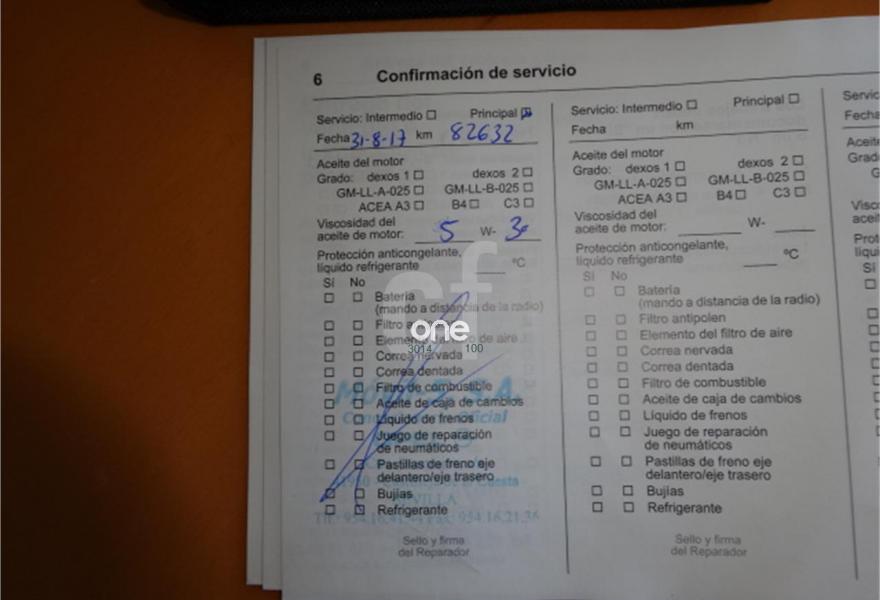 6 Confirmación de servicio
Servicio: Intermedio Principal
Fecha 31-8-17 km 82632
Aceite del motor
Grado: dexos 1 dexos 2
GM-LL-A-025 GM-LL-B-025
ACEA A3 B4 C3
Viscosidad del
aceite de motor: 5 W- 30
Protección anticongelante,
líquido refrigerante ºC
Sí No
Batería
(mando a distancia de la radio)
Filtro
one
3014 100
de aire
Correa nervada
Correa dentada
Filtro de combustible
Aceite de caja de cambios
Líquido de frenos
Juego de reparación
de neumáticos
Pastillas de freno eje
delantero/eje trasero
Bujías
Refrigerante
Sello y firma
del Reparador
Servicio: Intermedio Principal
Fecha km
Aceite del motor
Grado: dexos 1 dexos 2
GM-LL-A-025 GM-LL-B-025
ACEA A3 B4 C3
Viscosidad del
aceite de motor: W-
Protección anticongelante,
líquido refrigerante ºC
Sí No
Batería
(mando a distancia de la radio)
Filtro antipolen
Elemento del filtro de aire
Correa nervada
Correa dentada
Filtro de combustible
Aceite de caja de cambios
Líquido de frenos
Juego de reparación
de neumáticos
Pastillas de freno eje
delantero/eje trasero
Bujías
Refrigerante
Sello y firma
del Reparador
Servic
Fecha
Aceite
Grad
Visco
aceit
Prot
líqui
Sí